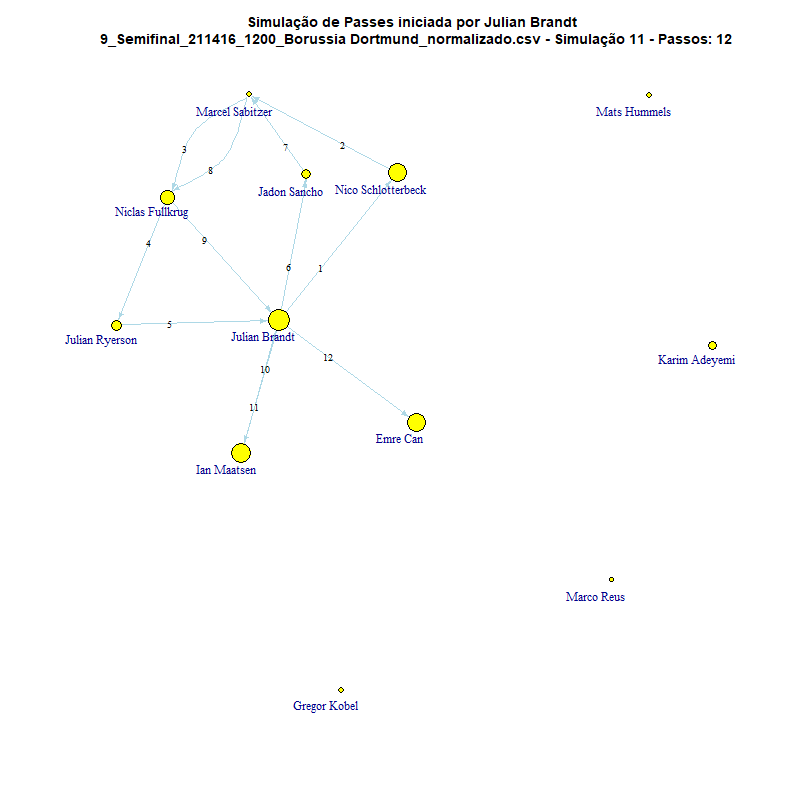 Simulação de Passes iniciada por Julian Brandt
9_Semifinal_211416_1200_Borussia Dortmund_normalizado.csv - Simulação 11 - Passos: 12
Marcel Sabitzer
Mats Hummels
2
7
3
8
Jadon Sancho
Nico Schlotterbeck
Niclas Fullkrug
4
9
6
1
5
Julian Ryerson
Julian Brandt
12
Karim Adeyemi
10
11
Emre Can
Ian Maatsen
Marco Reus
Gregor Kobel